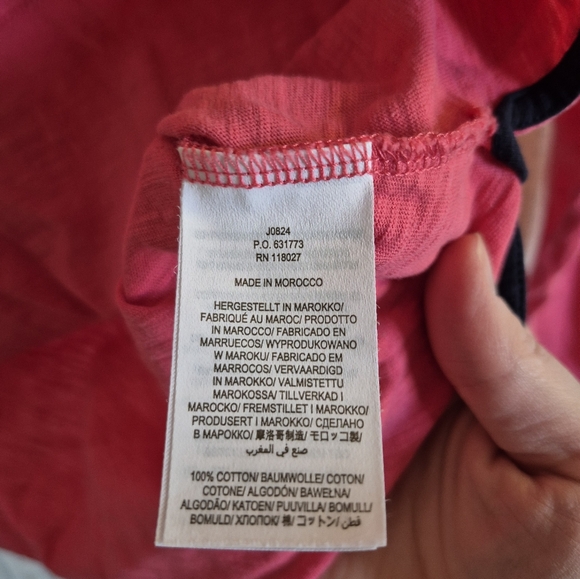 J0824
P.O. 631773
RN 118027
MADE IN MOROCCO
HERGESTELLT IN MAROKKO/
FABRIQUÉ AU MAROC/ PRODOTTO
IN MAROCCO/ FABRICADO EN
MARRUECOS/ WYPRODUKOWANO
W MAROKU/ FABRICADO EM
MARROCOS/ VERVAARDIGD
IN MAROKKO/ VALMISTETTU
MAROKOSSA/ TILLVERKAD I
MAROCKO/ FREMSTILLET I MAROKKO/
PRODUSERT I MAROKKO/ СДЕЛАНО
В МАРОККО/ 摩洛哥制造/ モロッコ製/
صنع في المغرب
100% COTTON/ BAUMWOLLE/ COTON/
COTONE/ ALGODÓN/ BAWEŁNA/
ALGODÃO/ KATOEN/ PUUVILLA/ BOMULL/
BOMULD/ ХЛОПОК/ 棉/ コットン/ قطن/